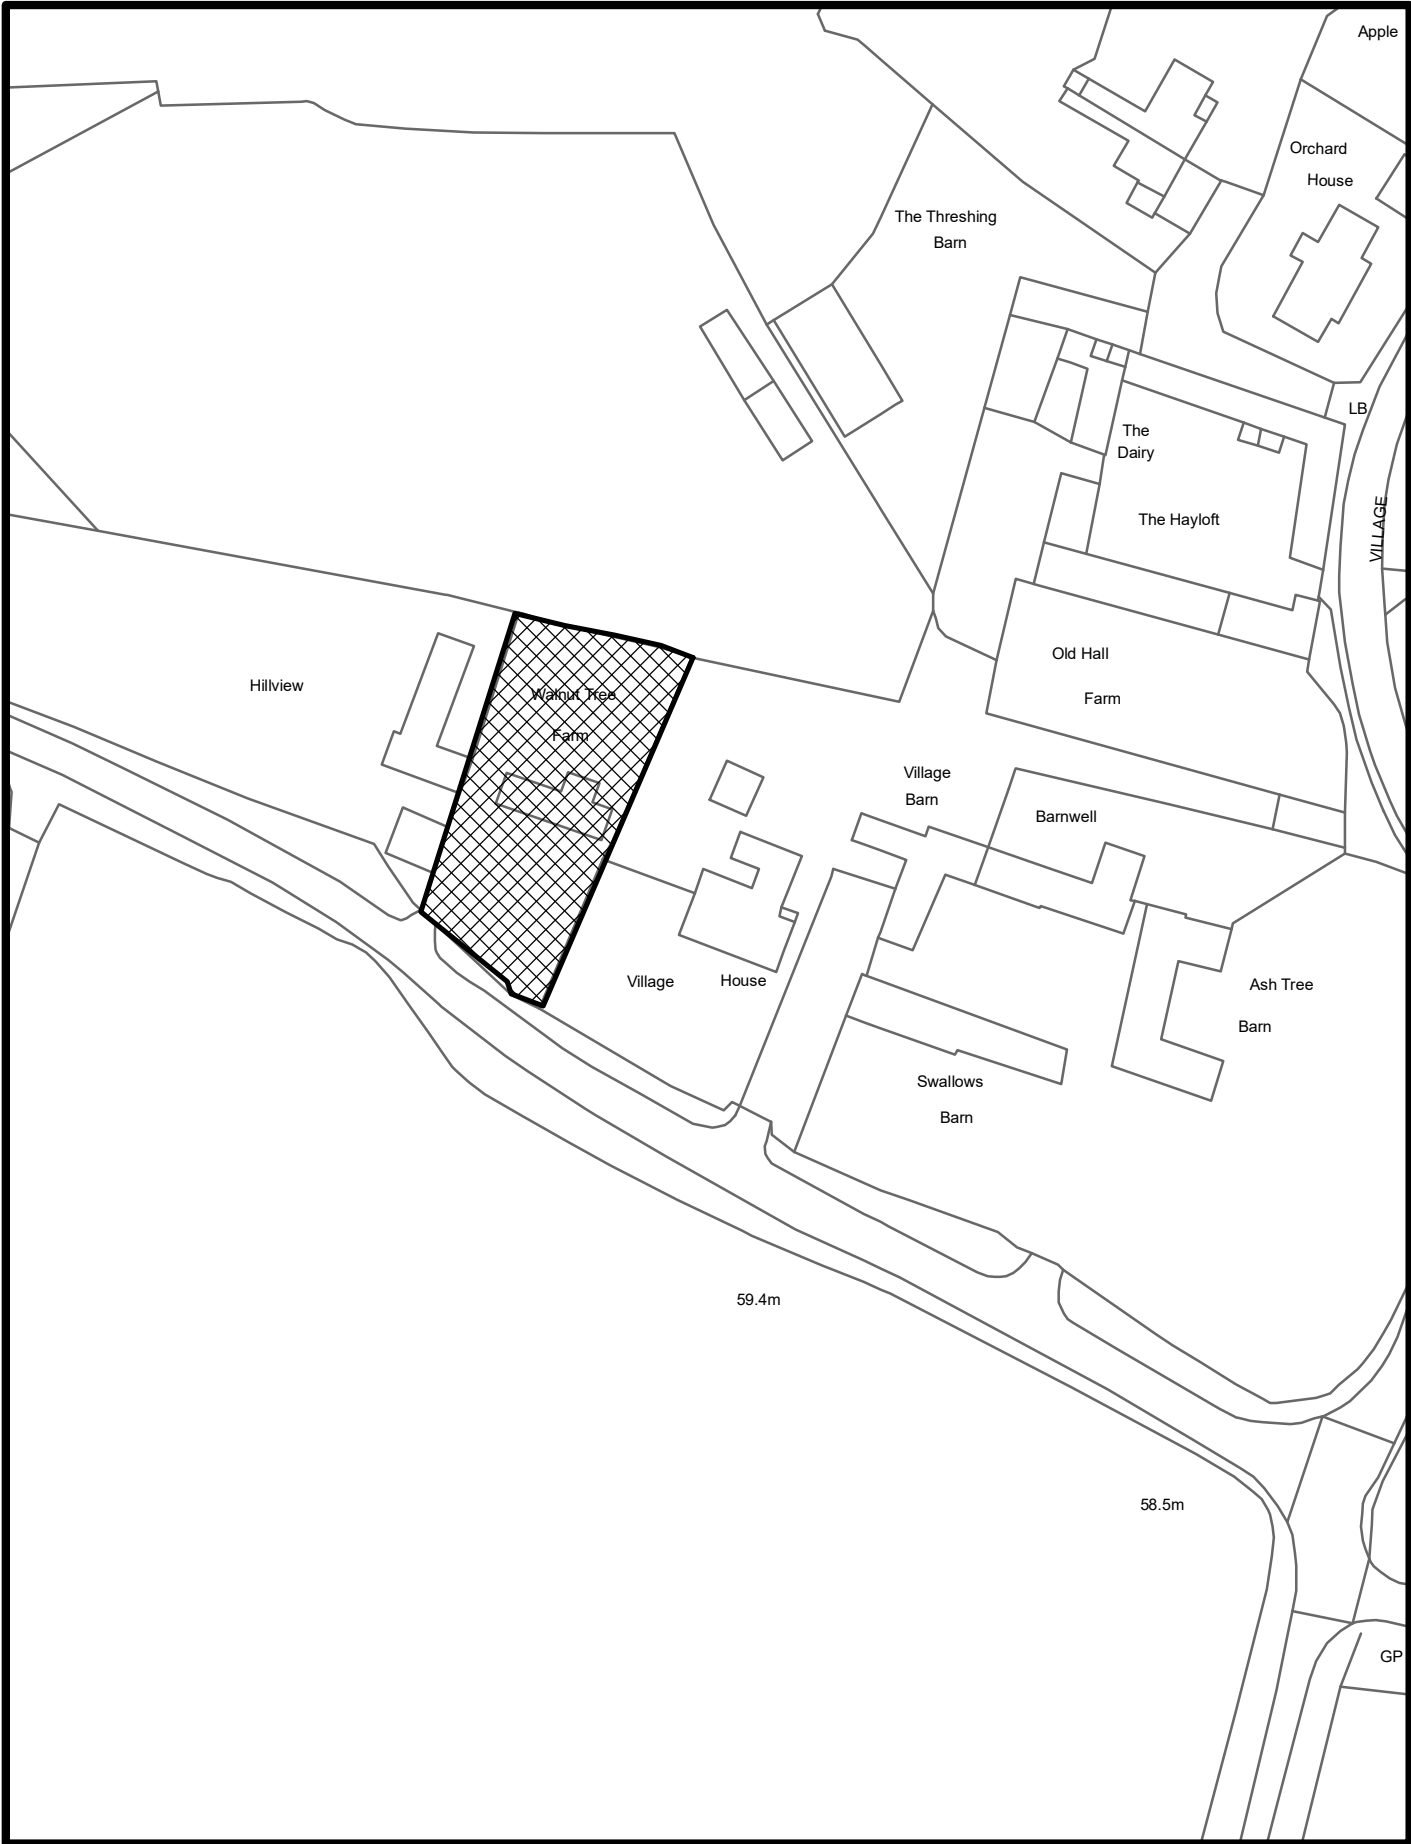 Apple
Orchard
House
The Threshing
Barn
LB
The
Dairy
The Hayloft
VILLAGE
Old Hall
Farm
Hillview
Walnut Tree
Farm
Village
Barn
Barnwell
Village House
Ash Tree
Barn
Swallows
Barn
59.4m
58.5m
GP